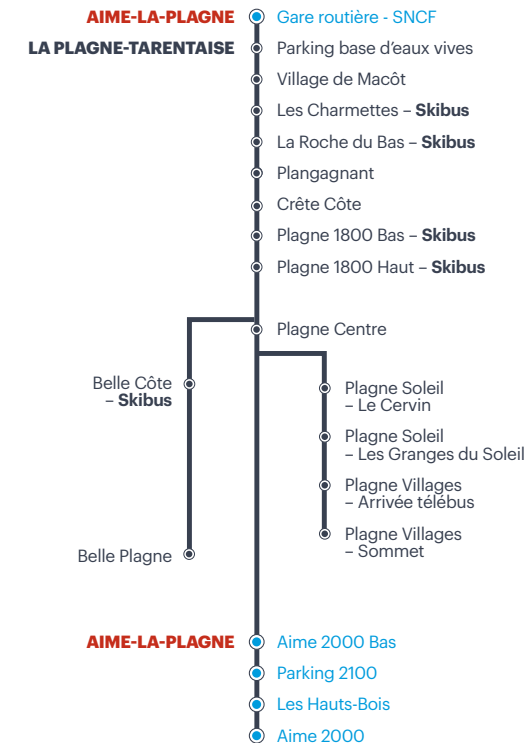 AIME-LA-PLAGNE Gare routière - SNCF
LA PLAGNE-TARENTAISE Parking base d'eaux vives
Village de Macôt
Les Charmettes – Skibus
La Roche du Bas – Skibus
Plangagnant
Crête Côte
Plagne 1800 Bas – Skibus
Plagne 1800 Haut – Skibus
Plagne Centre
Belle Côte
– Skibus
Belle Plagne
Plagne Soleil
– Le Cervin
Plagne Soleil
– Les Granges du Soleil
Plagne Villages
– Arrivée télébus
Plagne Villages
– Sommet
AIME-LA-PLAGNE Aime 2000 Bas
Parking 2100
Les Hauts-Bois
Aime 2000